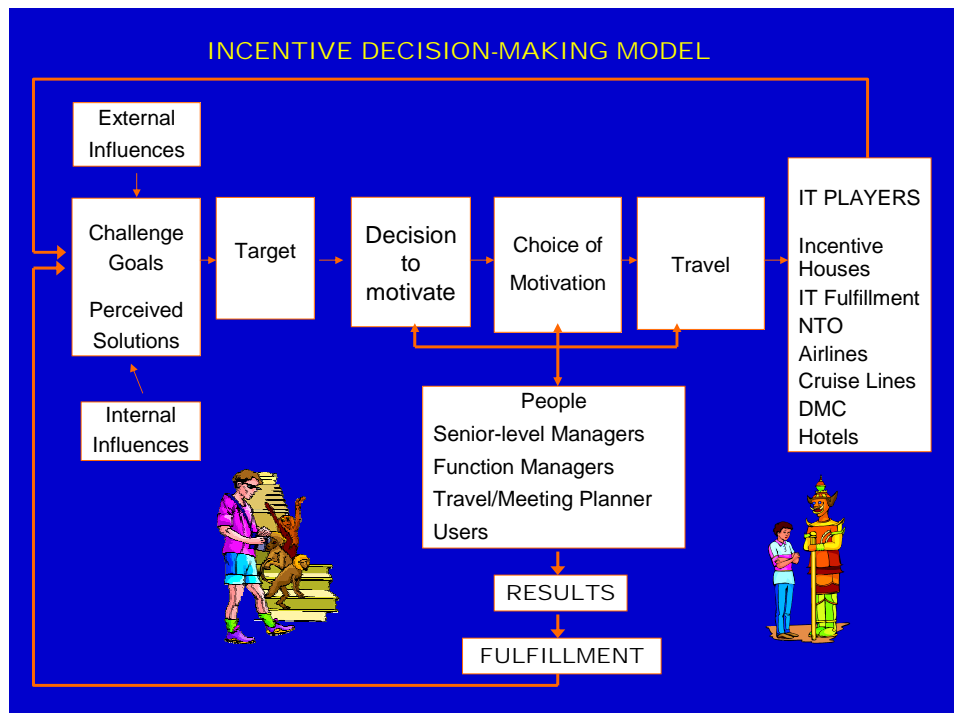 INCENTIVE DECISION-MAKING MODEL
External
Influences
Challenge
Goals
Perceived
Solutions
Internal
Influences
Target
Decision
to
motivate
Choice of
Motivation
Travel
IT PLAYERS
Incentive
Houses
IT Fulfillment
NTO
Airlines
Cruise Lines
DMC
Hotels
People
Senior-level Managers
Function Managers
Travel/Meeting Planner
Users
RESULTS
FULFILLMENT